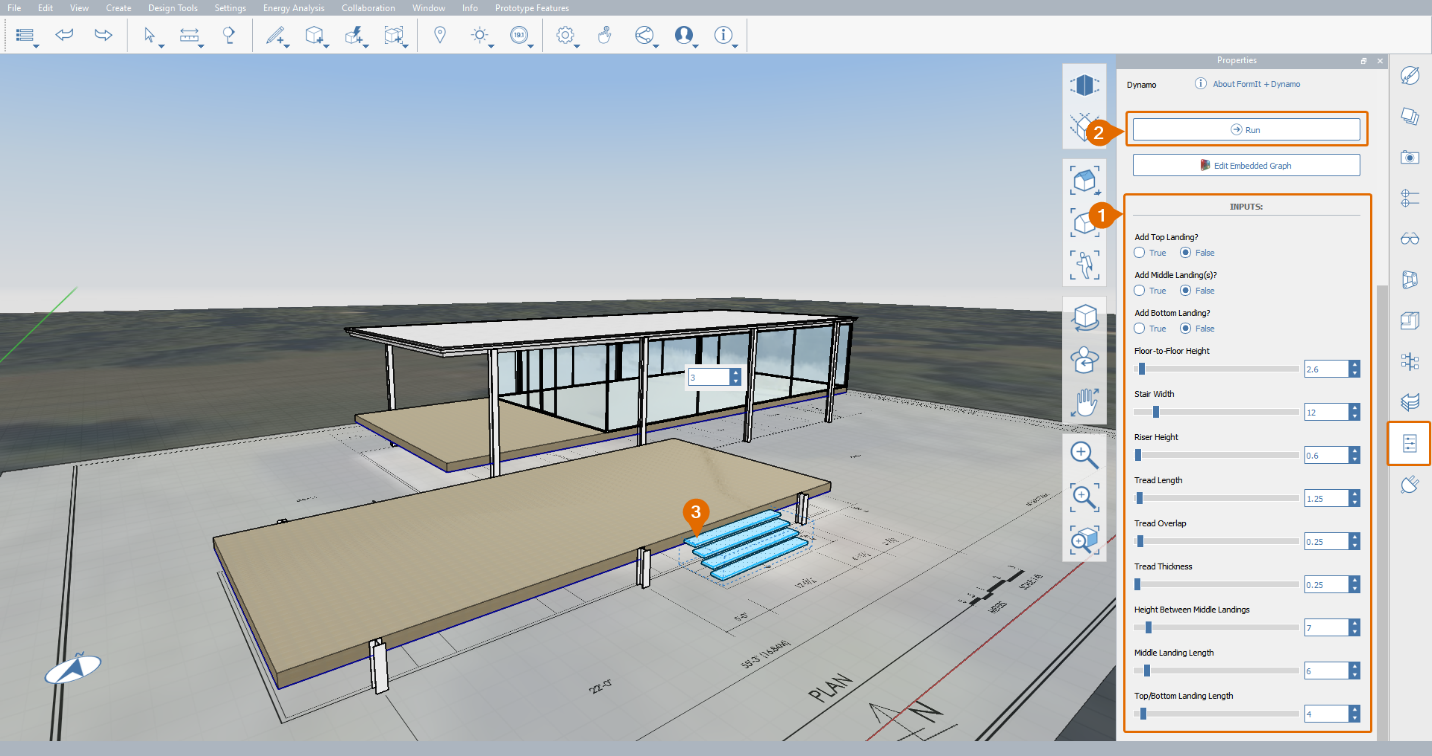 File Edit View Create Design Tools Settings Energy Analysis Collaboration Window Info Prototype Features
19.1
Properties
Dynamo
About FormIt + Dynamo
2
Run
Edit Embedded Graph
1
INPUTS:
Add Top Landing?
True False
Add Middle Landing(s)?
True False
Add Bottom Landing?
True False
Floor-to-Floor Height
2.6
Stair Width
12
Riser Height
0.6
Tread Length
1.25
Tread Overlap
0.25
Tread Thickness
0.25
Height Between Middle Landings
7
Middle Landing Length
6
Top/Bottom Landing Length
4
3
3
22'-0"
PLAN
N